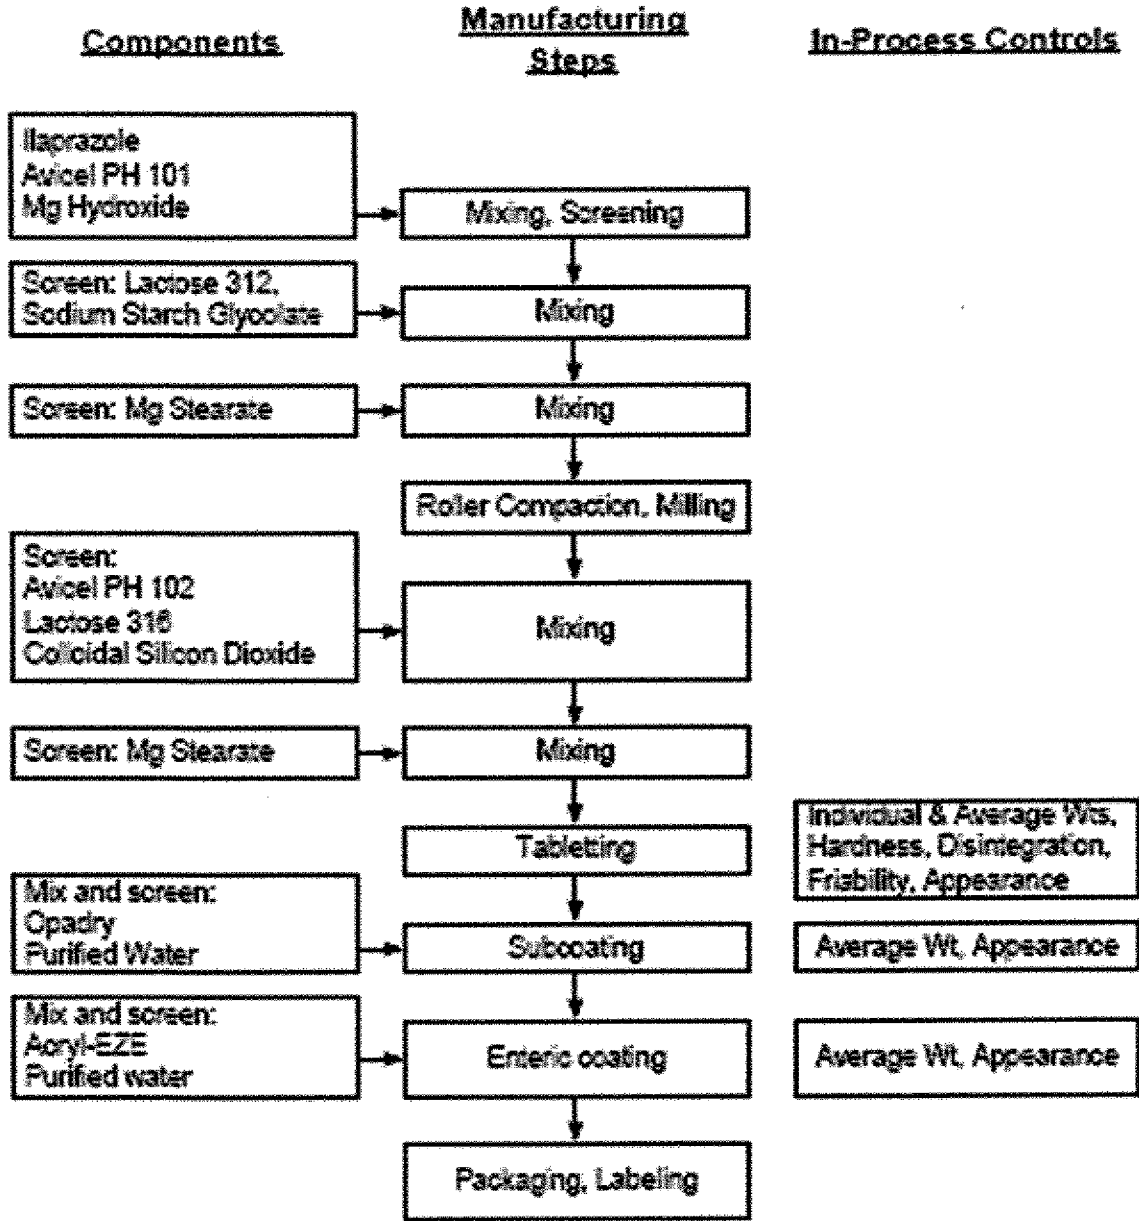 Components
Manufacturing
Steps
In-Process Controls
Ilaprazole
Avicel PH 101
Mg Hydroxide
Mixing, Screening
Screen: Lactose 312,
Sodium Starch Glycolate
Mixing
Screen: Mg Stearate
Mixing
Roller Compaction, Milling
Screen:
Avicel PH 102
Lactose 316
Colloidal Silicon Dioxide
Mixing
Screen: Mg Stearate
Mixing
Tabletting
Individual & Average Wts,
Hardness, Disintegration,
Friability, Appearance
Mix and screen:
Opadry
Purified Water
Subcoating
Average Wt, Appearance
Mix and screen:
Acryl-EZE
Purified water
Enteric coating
Average Wt, Appearance
Packaging, Labeling